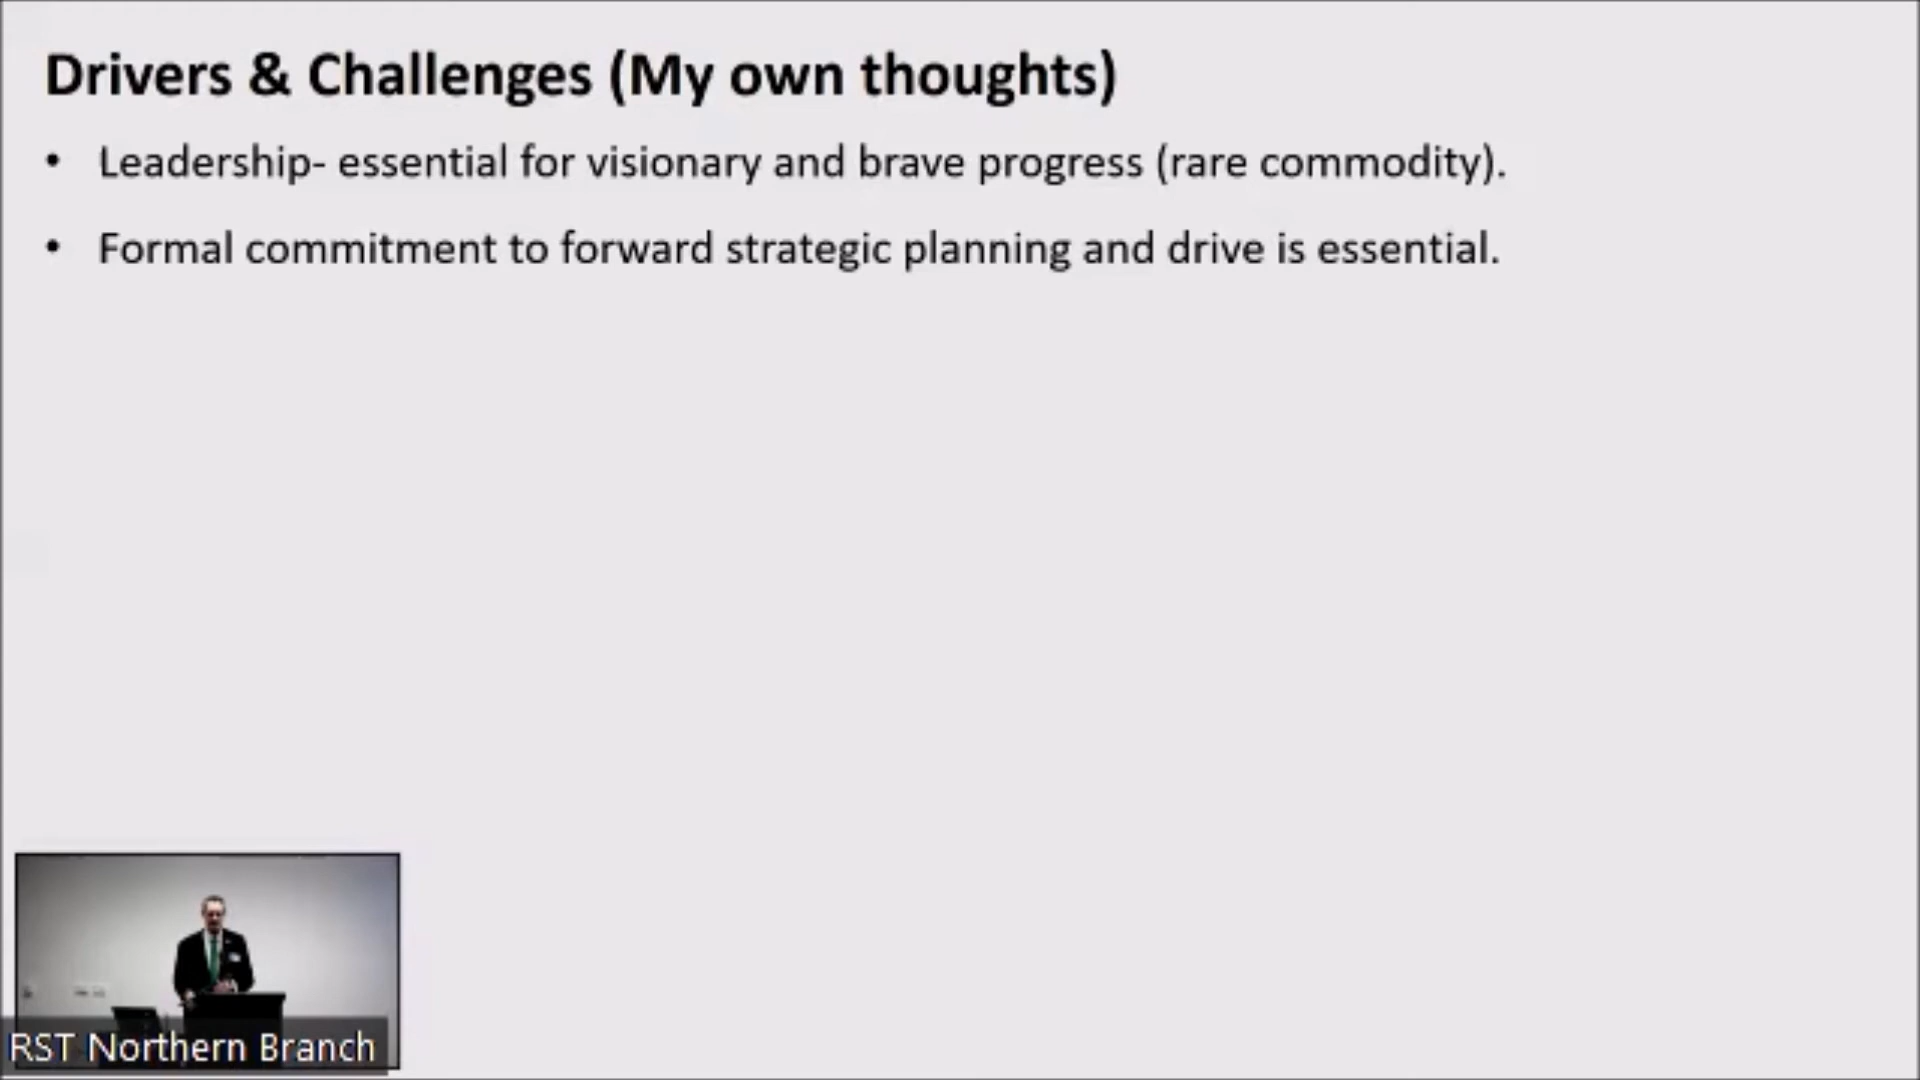 Drivers & Challenges (My own thoughts)
• Leadership- essential for visionary and brave progress (rare commodity).
• Formal commitment to forward strategic planning and drive is essential.
RST Northern Branch